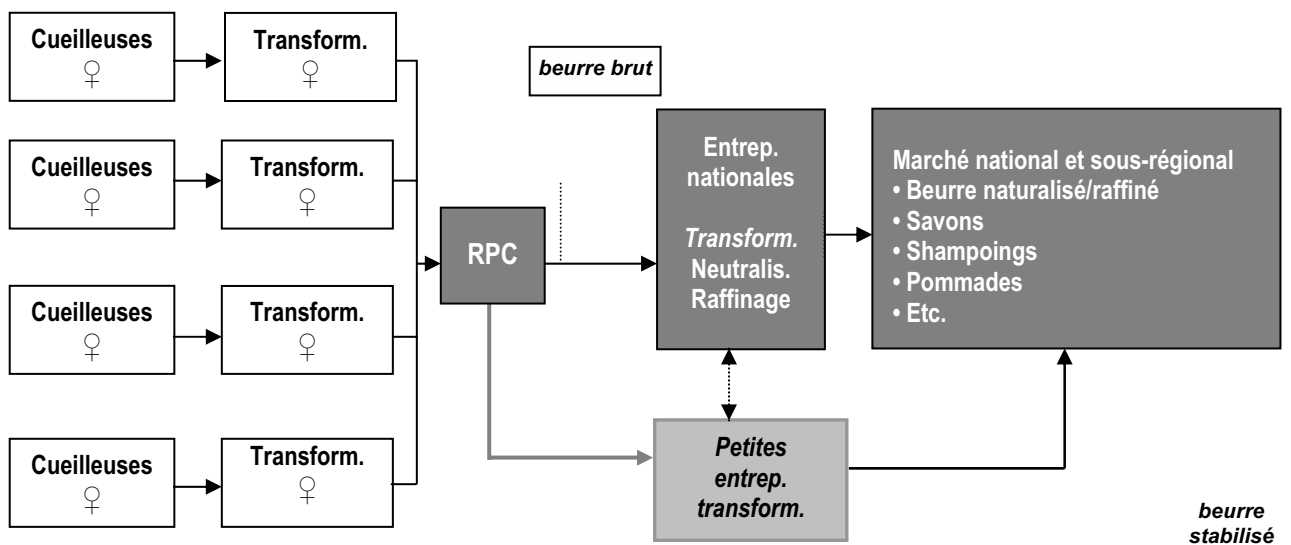 Cueilleuses
♀
Transform.
♀
Cueilleuses
♀
Transform.
♀
Cueilleuses
♀
Transform.
♀
Cueilleuses
♀
Transform.
♀
RPC
beurre brut
Entrep.
nationales
Transform.
Neutralis.
Raffinage
Marché national et sous-régional
• Beurre naturalisé/raffiné
• Savons
• Shampoings
• Pommades
• Etc.
Petites
entrep.
transform.
beurre
stabilisé